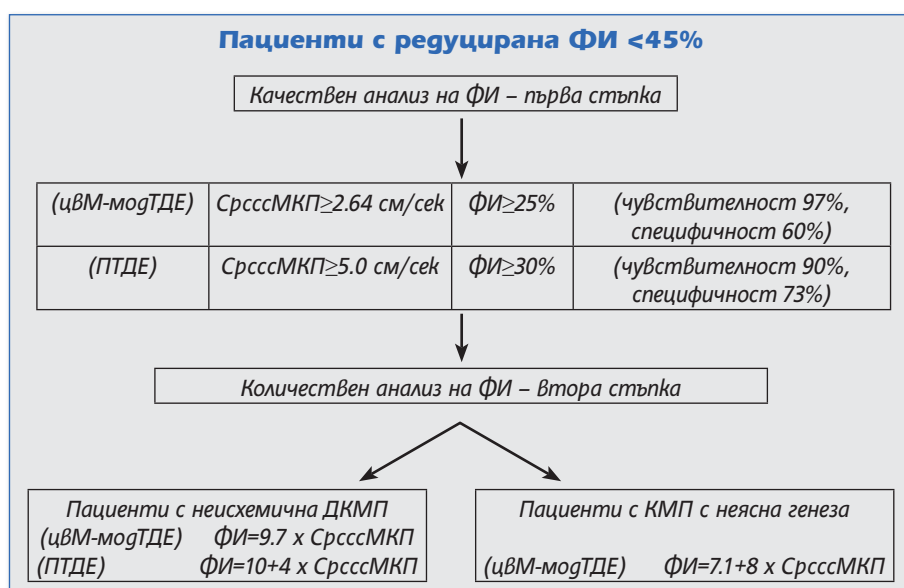 Пациенти с редуцирана ФИ <45%
Качествен анализ на ФИ – първа стъпка
(цвМ-модТДЕ) СрсссМКП≥2.64 см/сек ФИ≥25% (чувствителност 97%,
специфичност 60%)
(ПТДЕ) СрсссМКП≥5.0 см/сек ФИ≥30% (чувствителност 90%,
специфичност 73%)
Количествен анализ на ФИ – втора стъпка
Пациенти с неисхемична ДКМП
(цвМ-модТДЕ) ФИ=9.7 x СрсссМКП
(ПТДЕ) ФИ=10+4 x СрсссМКП
Пациенти с КМП с неясна генеза
(цвМ-модТДЕ) ФИ=7.1+8 x СрсссМКП